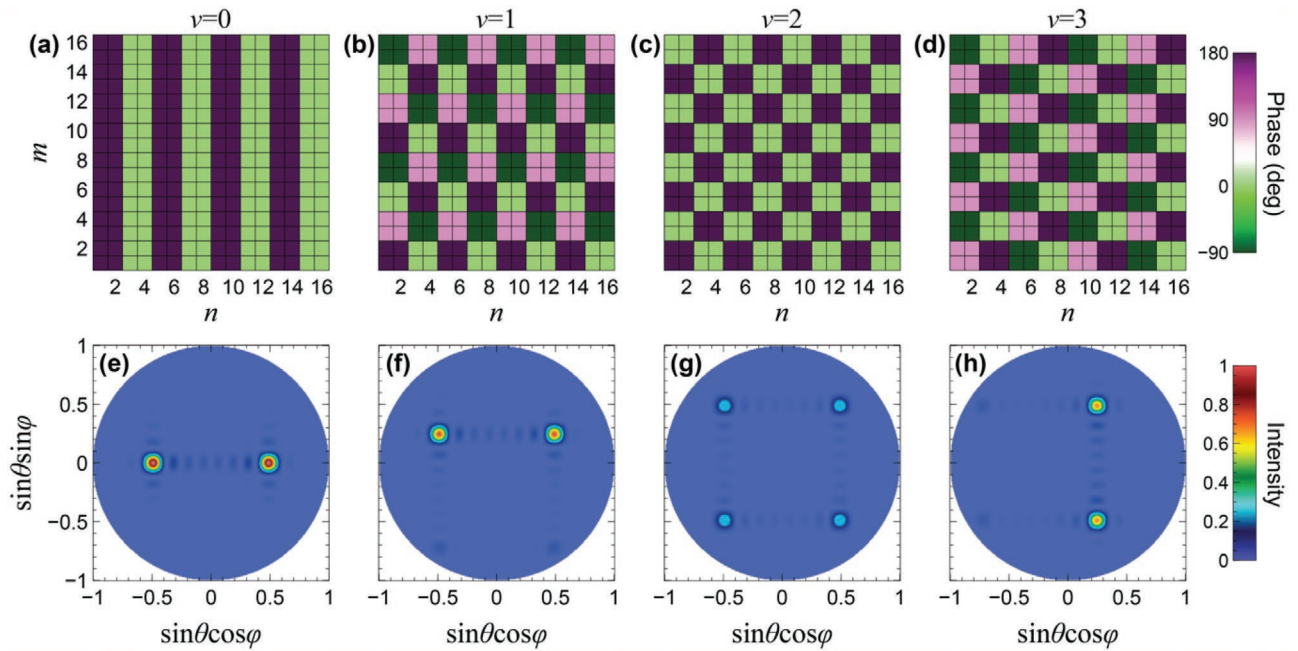 ν=0 ν=1 ν=2 ν=3
(a) (b) (c) (d)
16
14
12
10
8
6
4
2
m
180
90
0
−90
Phase (deg)
2 4 6 8 10 12 14 16 2 4 6 8 10 12 14 16 2 4 6 8 10 12 14 16 2 4 6 8 10 12 14 16
n n n n
(e) (f) (g) (h)
1
0.5
0
−0.5
−1
sinθsinφ
1
0.8
0.6
0.4
0.2
0
Intensity
−1 −0.5 0 0.5 1 −1 −0.5 0 0.5 1 −1 −0.5 0 0.5 1 −1 −0.5 0 0.5 1
sinθcosφ sinθcosφ sinθcosφ sinθcosφ